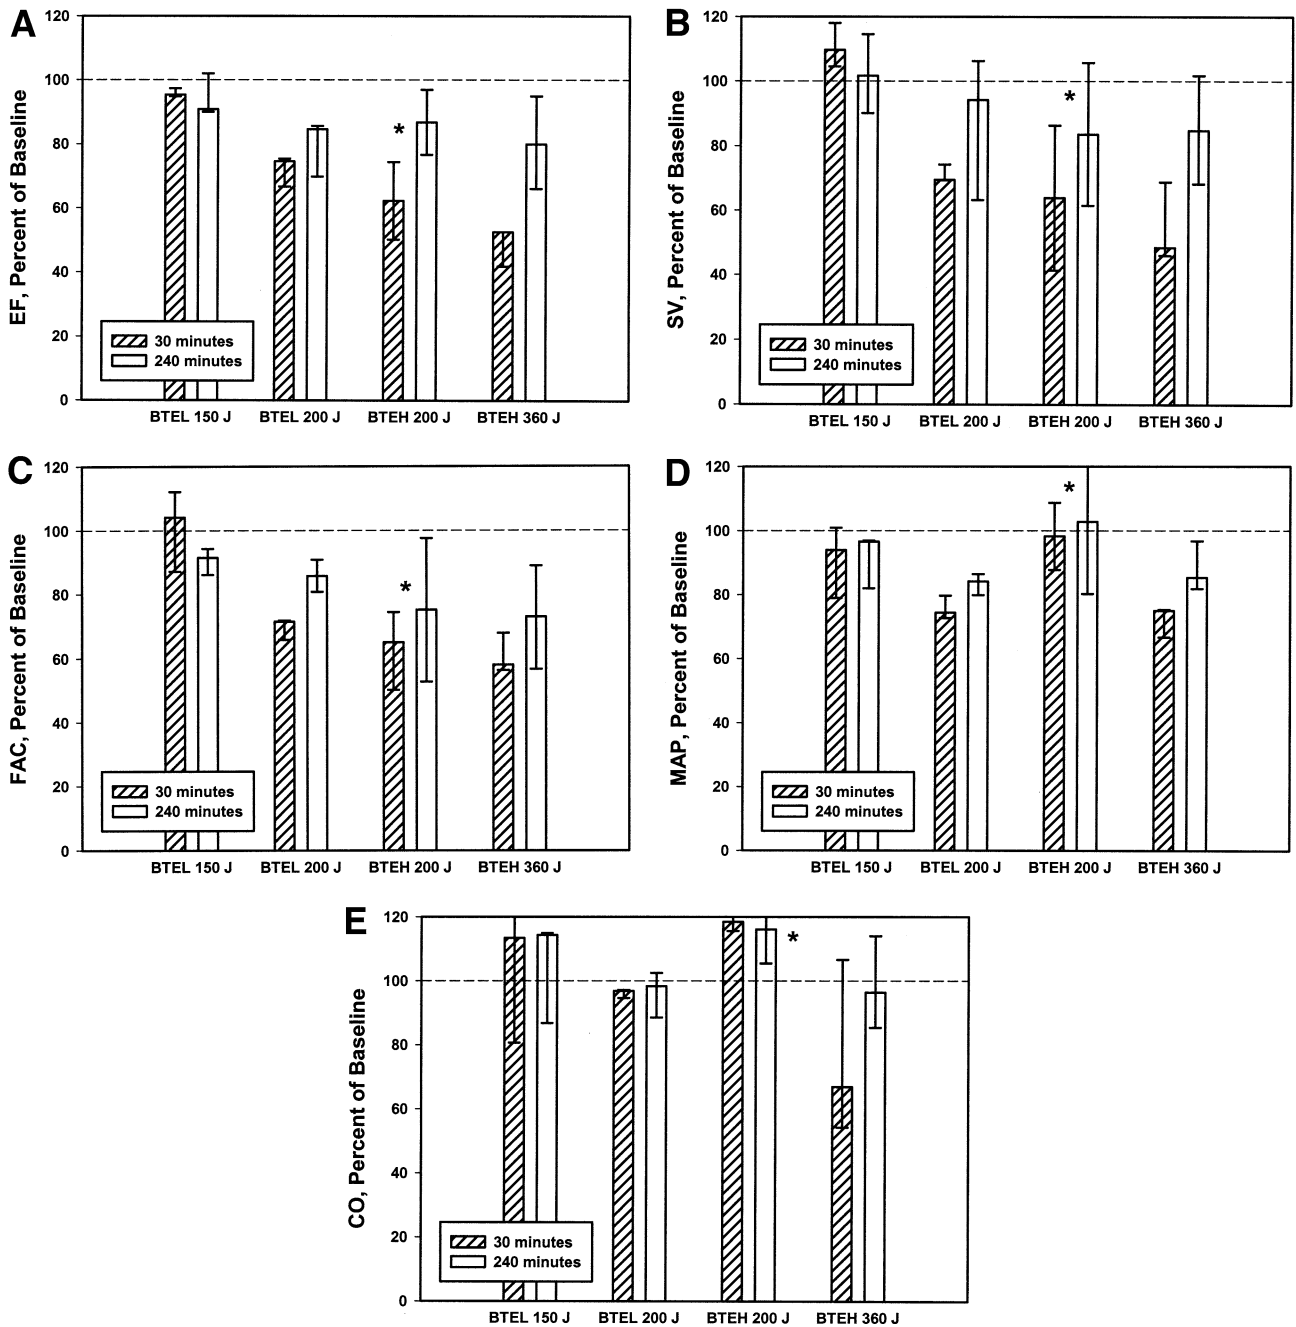 A
EF, Percent of Baseline
120
100
80
60
40
20
0
*
30 minutes
240 minutes
BTEL 150 J BTEL 200 J BTEH 200 J BTEH 360 J
B
SV, Percent of Baseline
120
100
80
60
40
20
0
*
30 minutes
240 minutes
BTEL 150 J BTEL 200 J BTEH 200 J BTEH 360 J
C
FAC, Percent of Baseline
120
100
80
60
40
20
0
*
30 minutes
240 minutes
BTEL 150 J BTEL 200 J BTEH 200 J BTEH 360 J
D
MAP, Percent of Baseline
120
100
80
60
40
20
0
*
30 minutes
240 minutes
BTEL 150 J BTEL 200 J BTEH 200 J BTEH 360 J
E
CO, Percent of Baseline
120
100
80
60
40
20
0
*
30 minutes
240 minutes
BTEL 150 J BTEL 200 J BTEH 200 J BTEH 360 J